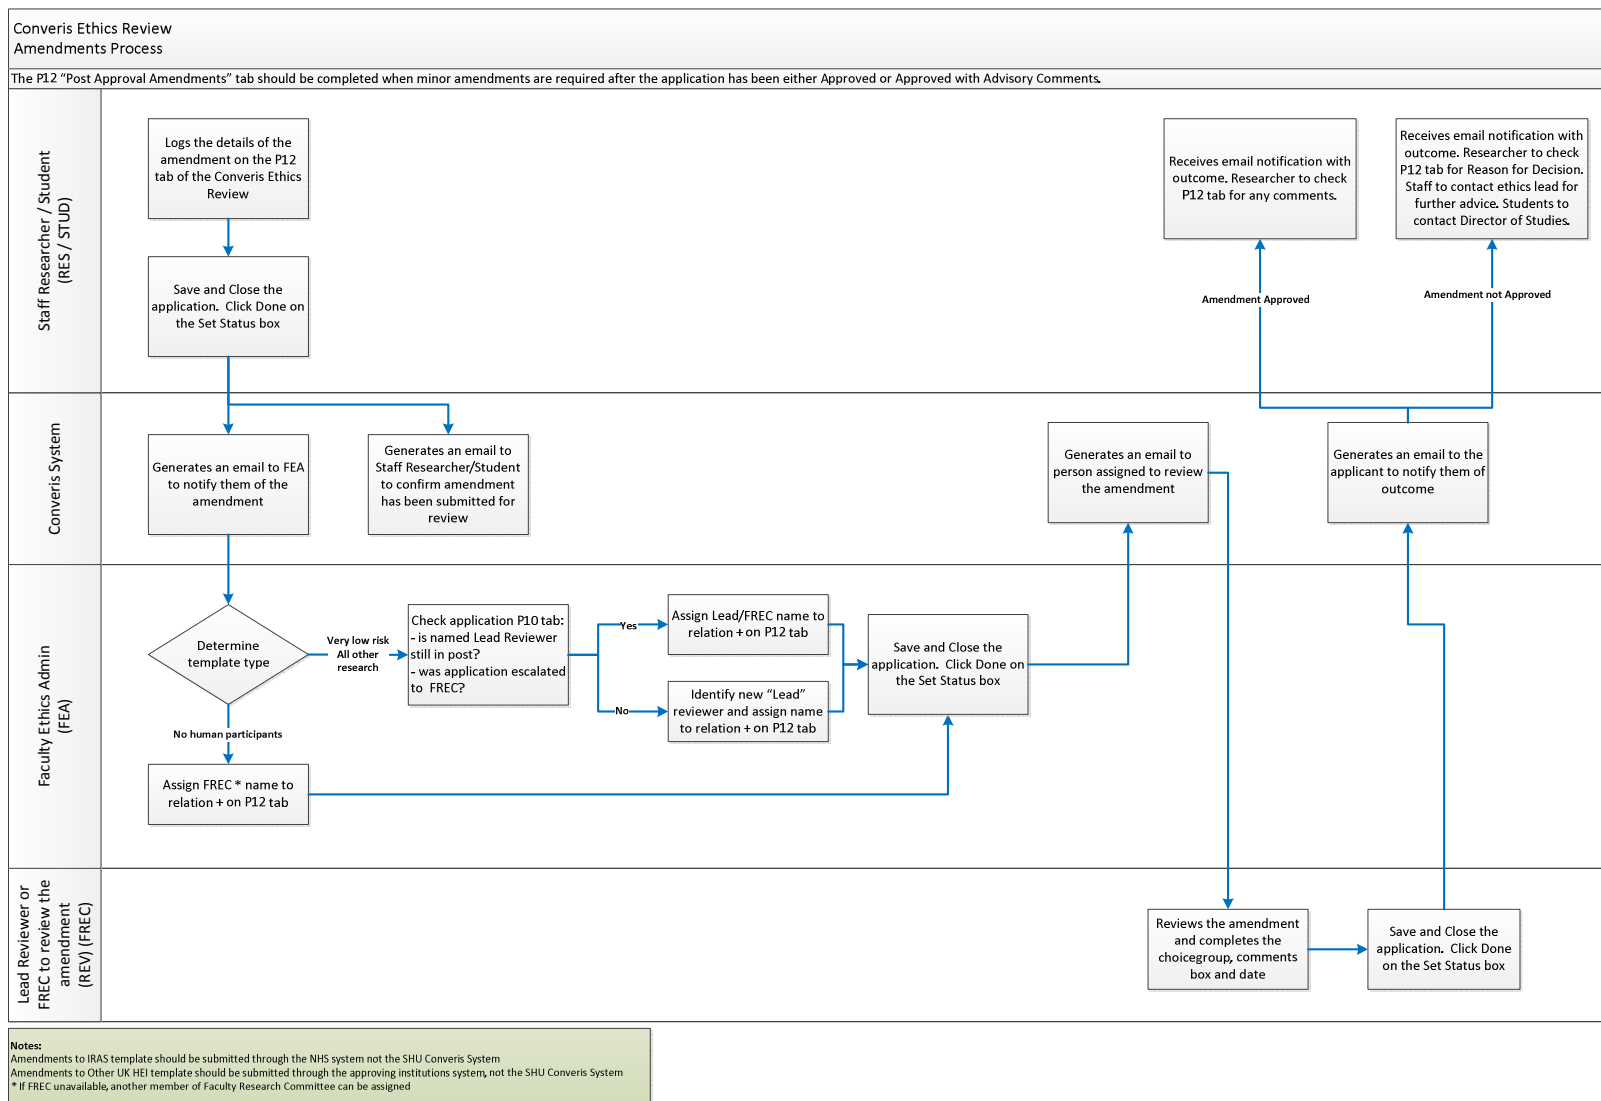 Converis Ethics Review
Amendments Process
The P12 “Post Approval Amendments” tab should be completed when minor amendments are required after the application has been either Approved or Approved with Advisory Comments.
Staff Researcher / Student
(RES / STUD)
Logs the details of the
amendment on the P12
tab of the Converis Ethics
Review
Save and Close the
application. Click Done on
the Set Status box
Receives email notification with
outcome. Researcher to check
P12 tab for any comments.
Receives email notification with
outcome. Researcher to check
P12 tab for Reason for Decision.
Staff to contact ethics lead for
further advice. Students to
contact Director of Studies.
Amendment Approved
Amendment not Approved
Converis System
Generates an email to FEA
to notify them of the
amendment
Generates an email to
Staff Researcher/Student
to confirm amendment
has been submitted for
review
Generates an email to
person assigned to review
the amendment
Generates an email to the
applicant to notify them of
outcome
Faculty Ethics Admin
(FEA)
Determine
template type
Very low risk
All other
research
Check application P10 tab:
- is named Lead Reviewer
still in post?
- was application escalated
to FREC?
Yes
Assign Lead/FREC name to
relation + on P12 tab
No
Identify new “Lead”
reviewer and assign name
to relation + on P12 tab
Save and Close the
application. Click Done on
the Set Status box
No human participants
Assign FREC * name to
relation + on P12 tab
Lead Reviewer or
FREC to review the
amendment
(REV) (FREC)
Reviews the amendment
and completes the
choicegroup, comments
box and date
Save and Close the
application. Click Done
on the Set Status box
Notes:
Amendments to IRAS template should be submitted through the NHS system not the SHU Converis System
Amendments to Other UK HEI template should be submitted through the approving institutions system, not the SHU Converis System
* If FREC unavailable, another member of Faculty Research Committee can be assigned